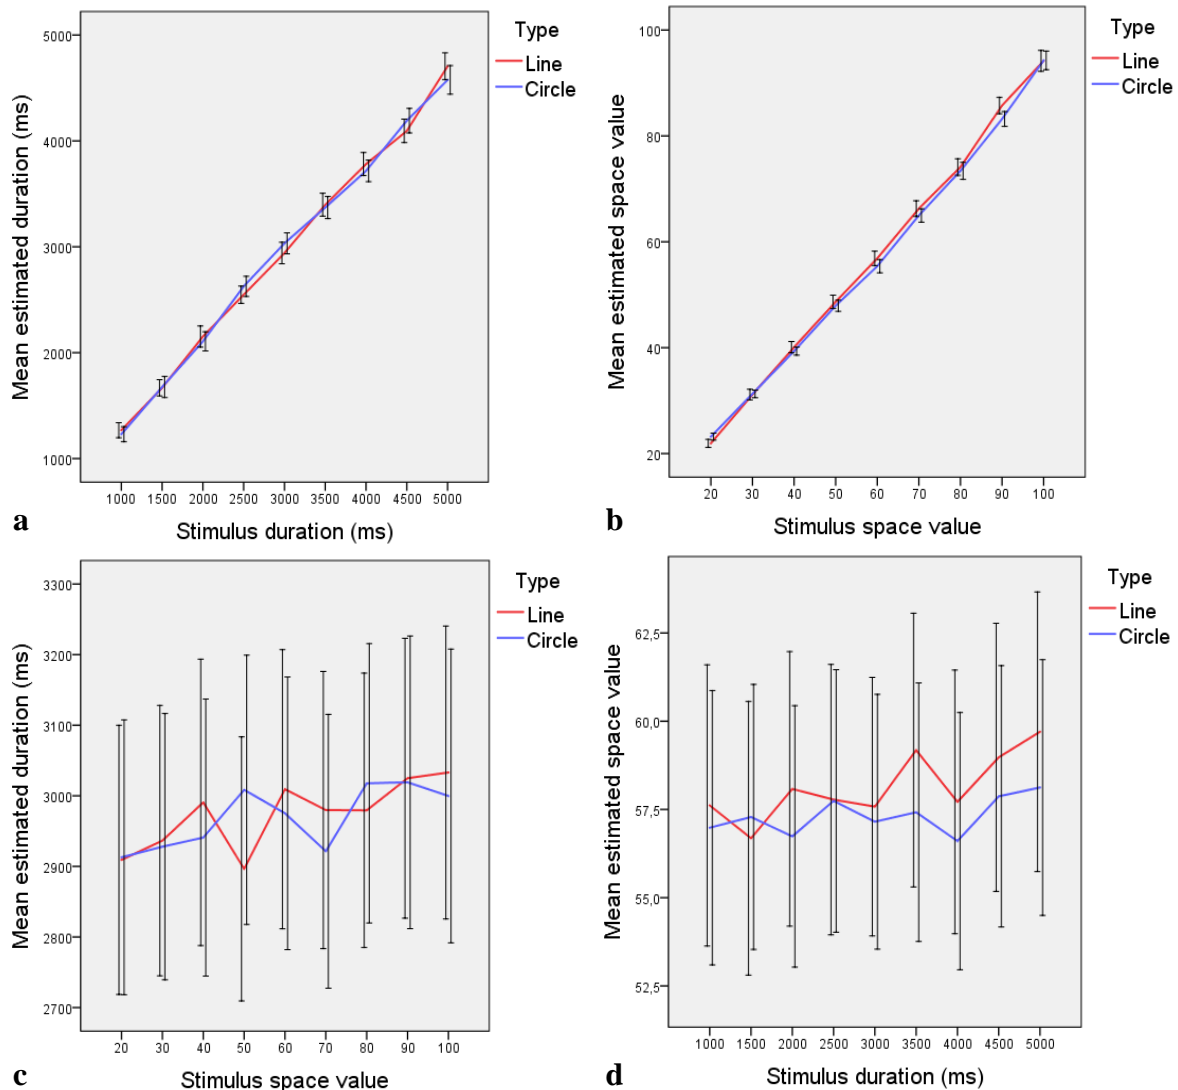 Type
Line
Circle
Mean estimated duration (ms)
5000
4000
3000
2000
1000
1000 1500 2000 2500 3000 3500 4000 4500 5000
Stimulus duration (ms)
a
Type
Line
Circle
Mean estimated space value
100
80
60
40
20
20 30 40 50 60 70 80 90 100
Stimulus space value
b
Type
Line
Circle
Mean estimated duration (ms)
3300
3200
3100
3000
2900
2800
2700
20 30 40 50 60 70 80 90 100
Stimulus space value
c
Type
Line
Circle
Mean estimated space value
62,5
60,0
57,5
55,0
52,5
1000 1500 2000 2500 3000 3500 4000 4500 5000
Stimulus duration (ms)
d